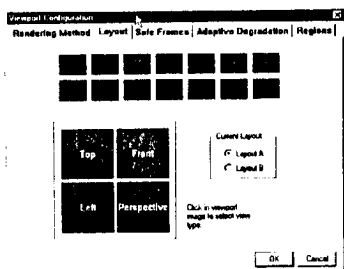 Viewport Configuration
Rendering Method Layout Safe Frames Adaptive Degradation Regions
Top Front
Left Perspective
Current Layout
Layout A
Layout B
Click in viewport
image to select view
type.
OK Cancel